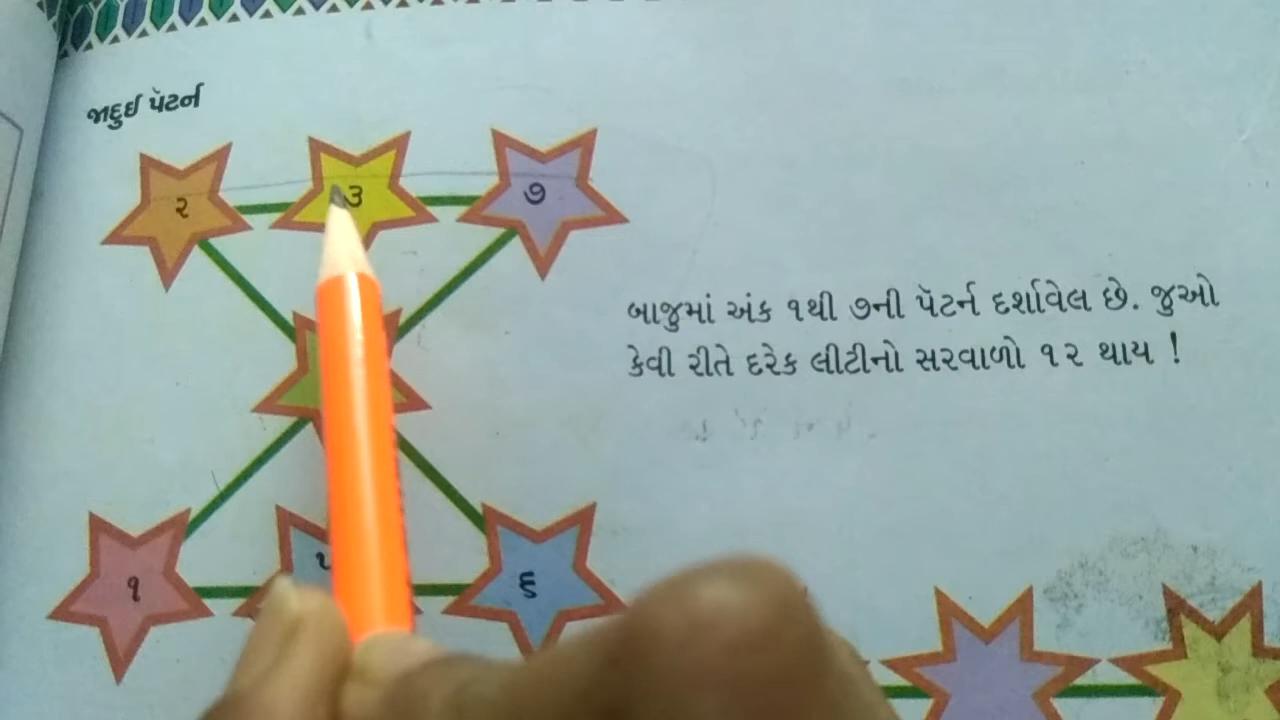 જાદુઈ પૅટર્ન
૨ ૩ ૭
બાજુમાં અંક ૧થી ૭ની પૅટર્ન દર્શાવેલ છે. જુઓ
કેવી રીતે દરેક લીટીનો સરવાળો ૧૨ થાય !
૧ ૬